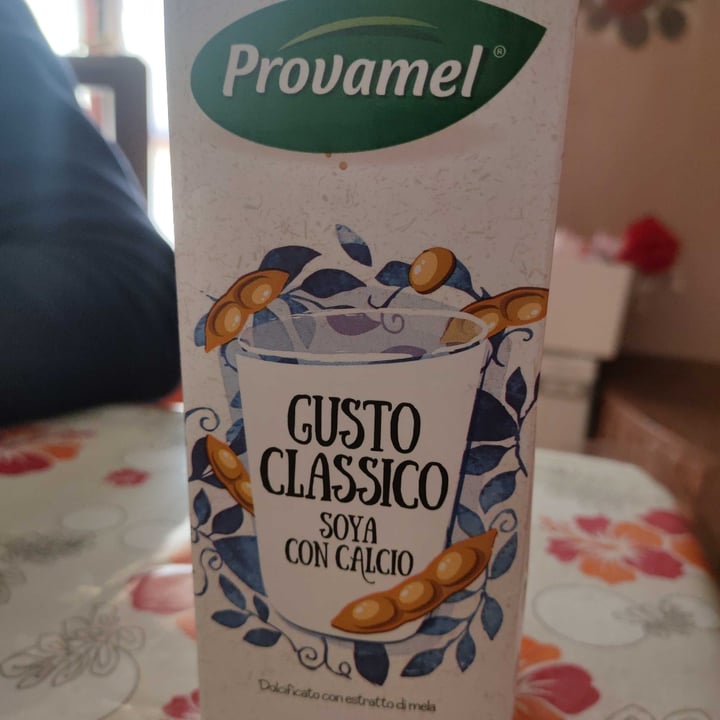 Provamel®
GUSTO
CLASSICO
SOYA
CON CALCIO
Dolcificato con estratto di mela